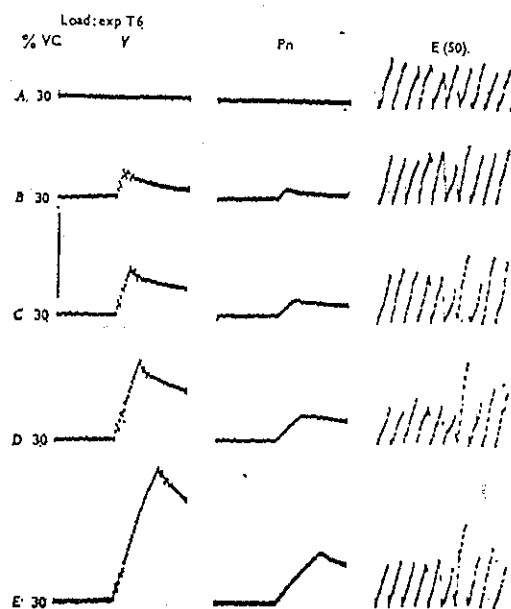 Load: exp T6
% VC V Pn E (50).
A. 30
B 30
C 30
D 30
E 30